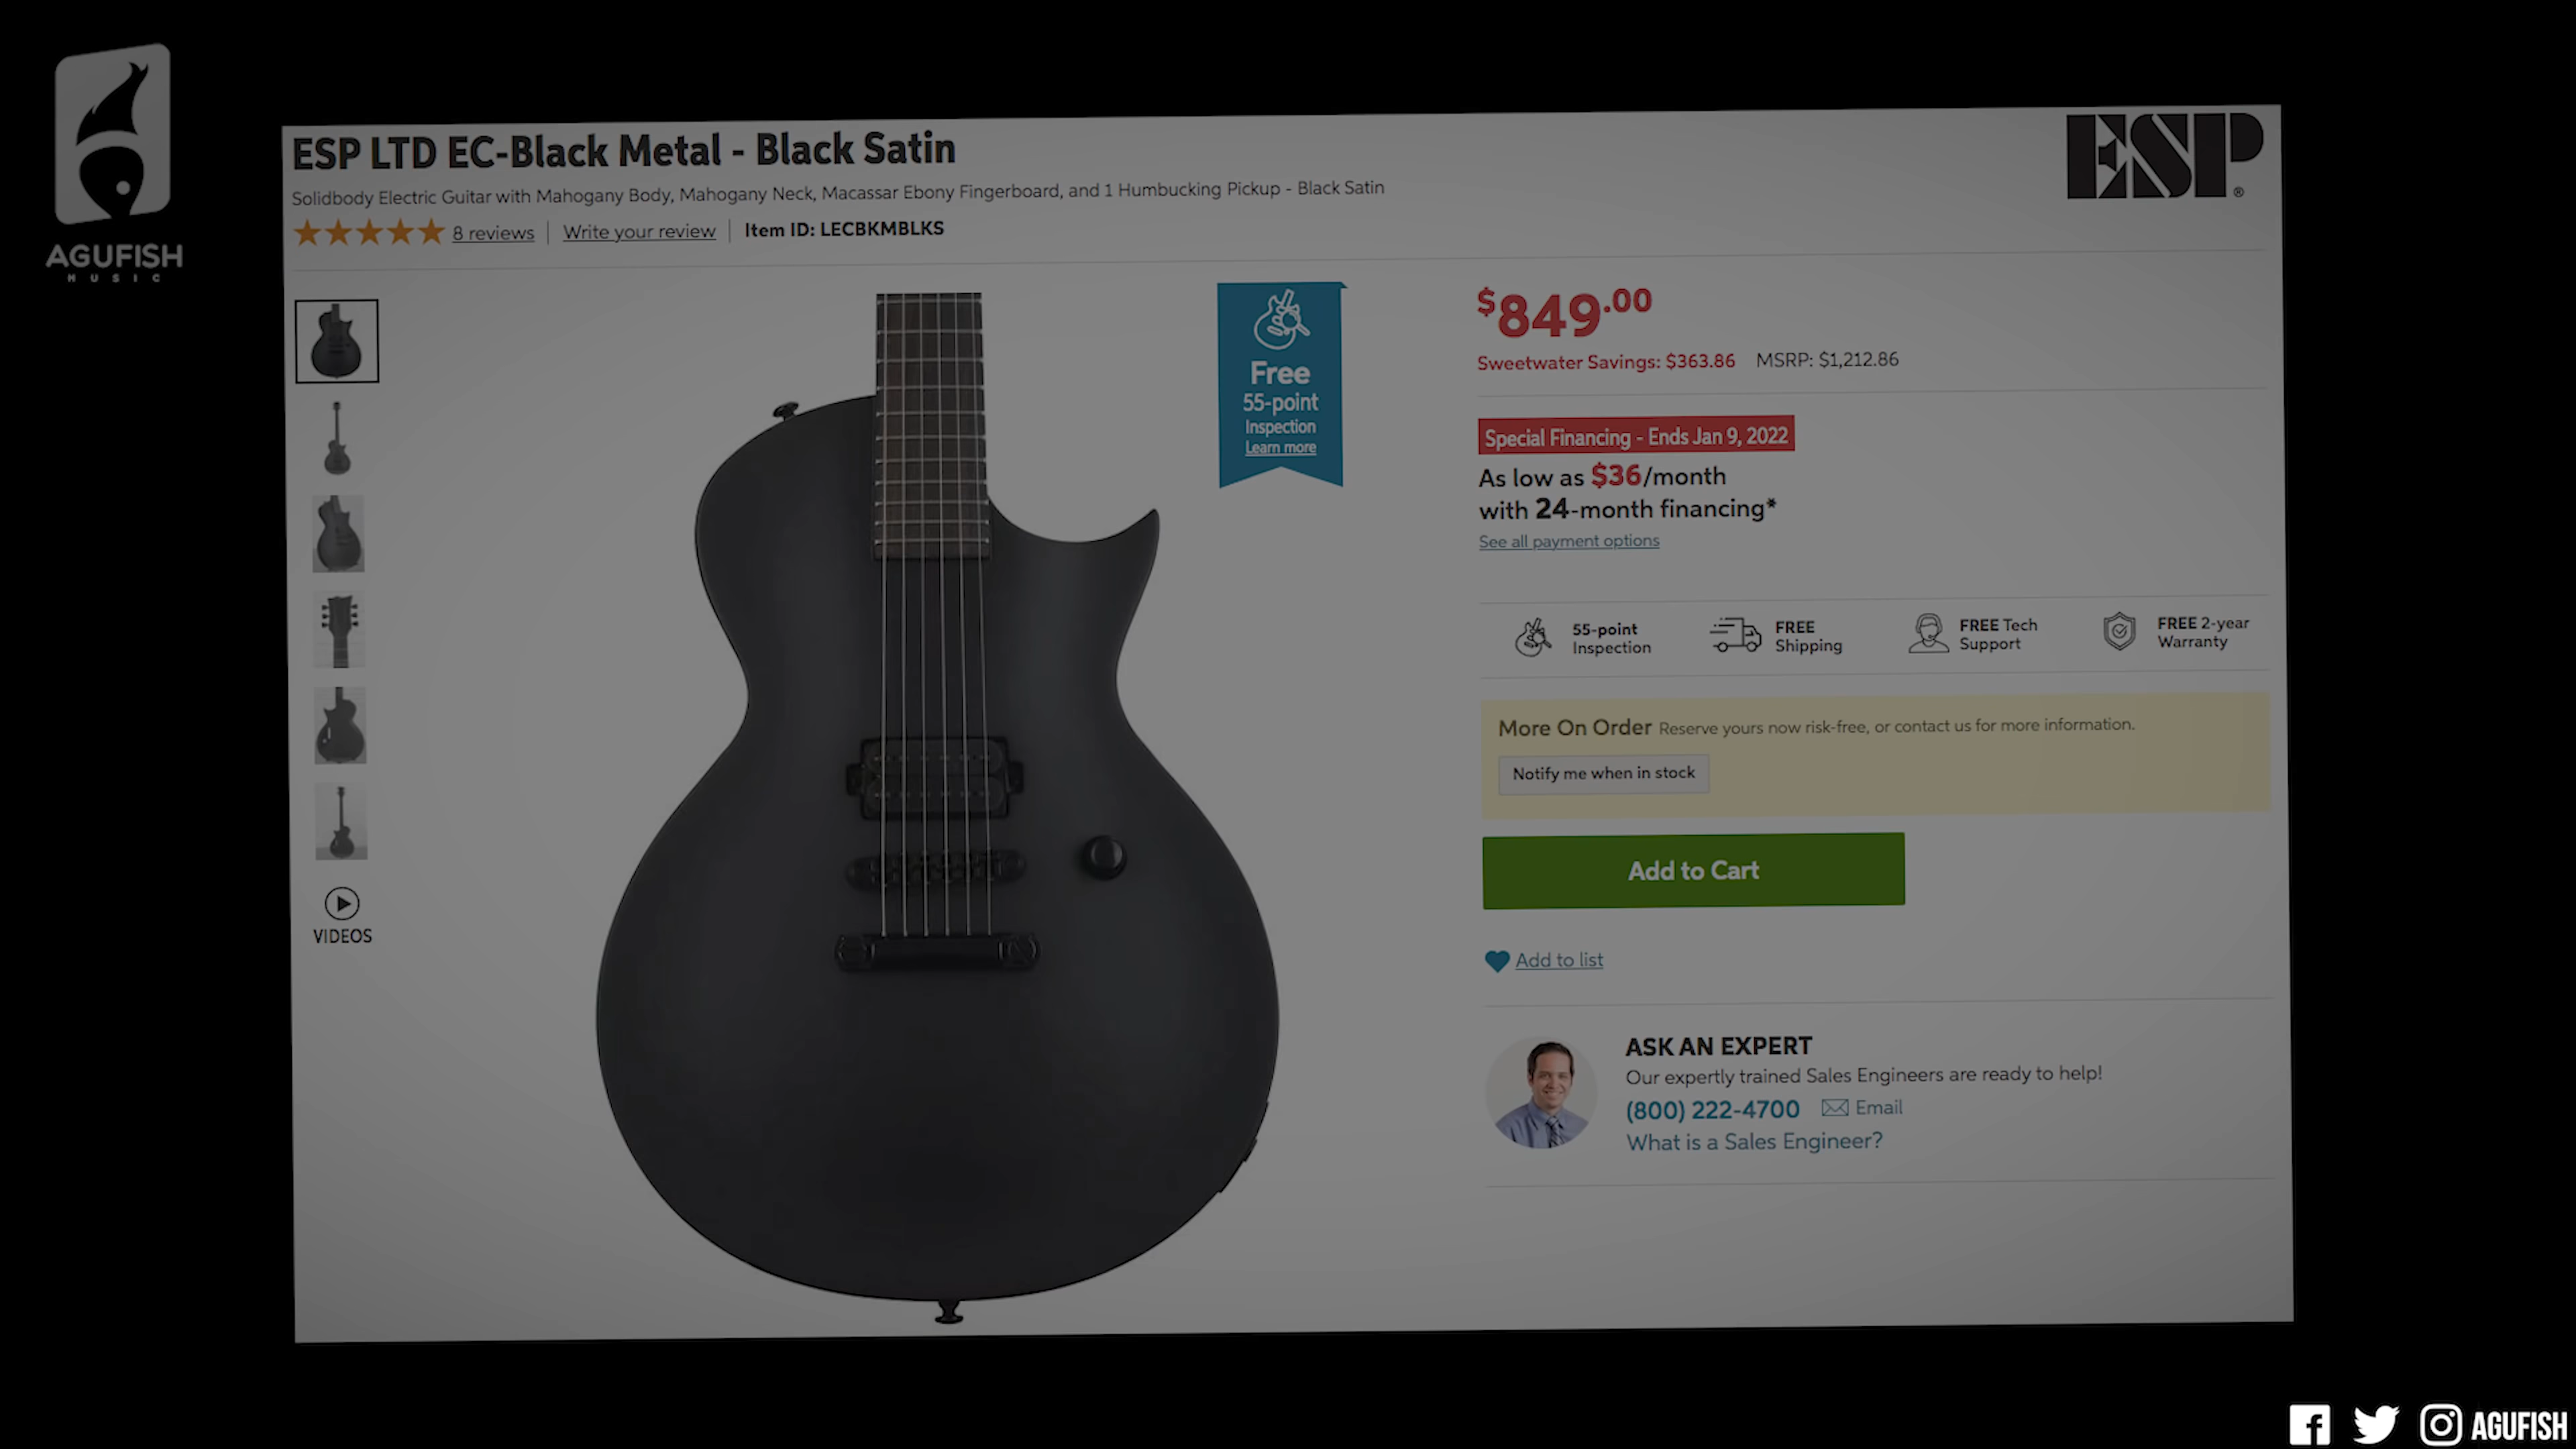 AGUFISH
MUSIC
ESP LTD EC-Black Metal - Black Satin
Solidbody Electric Guitar with Mahogany Body, Mahogany Neck, Macassar Ebony Fingerboard, and 1 Humbucking Pickup - Black Satin
8 reviews | Write your review | Item ID: LECBKMBLKS
ESP®
Free
55-point
Inspection
Learn more
VIDEOS
$849.00
Sweetwater Savings: $363.86 MSRP: $1,212.86
Special Financing - Ends Jan 9, 2022
As low as $36/month
with 24-month financing*
See all payment options
55-point
Inspection
FREE
Shipping
FREE Tech
Support
FREE 2-year
Warranty
More On Order Reserve yours now risk-free, or contact us for more information.
Notify me when in stock
Add to Cart
Add to list
ASK AN EXPERT
Our expertly trained Sales Engineers are ready to help!
(800) 222-4700 Email
What is a Sales Engineer?
AGUFISH